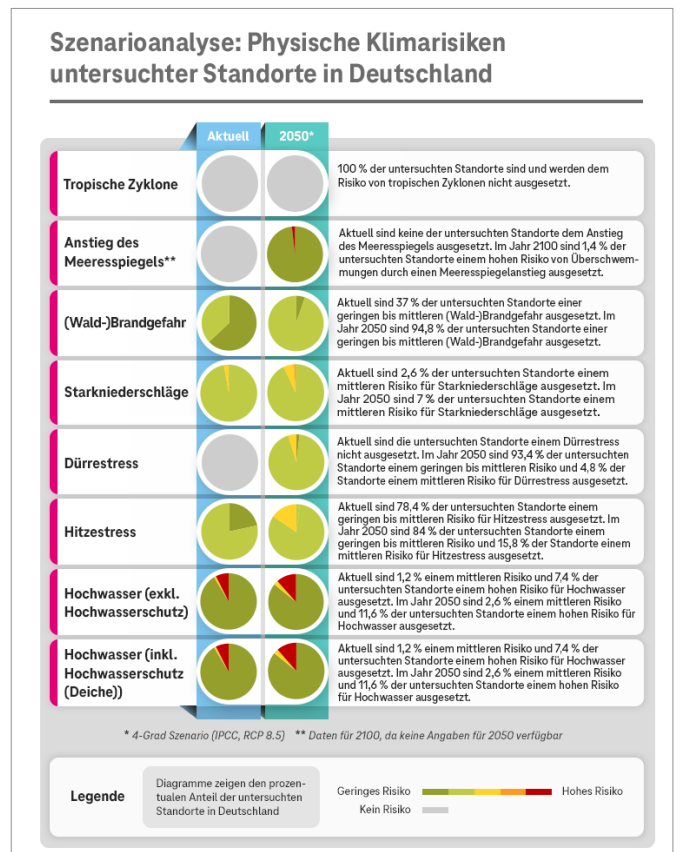 Szenarioanalyse: Physische Klimarisiken
untersuchter Standorte in Deutschland
Aktuell
2050*
Tropische Zyklone
100 % der untersuchten Standorte sind und werden dem
Risiko von tropischen Zyklonen nicht ausgesetzt.
Anstieg des
Meeresspiegels**
Aktuell sind keine der untersuchten Standorte dem Anstieg
des Meeresspiegels ausgesetzt. Im Jahr 2100 sind 1,4 % der
untersuchten Standorte einem hohen Risiko von Überschwem-
mungen durch einen Meeresspiegelanstieg ausgesetzt.
(Wald-)Brandgefahr
Aktuell sind 37 % der untersuchten Standorte einer
geringen bis mittleren (Wald-)Brandgefahr ausgesetzt. Im
Jahr 2050 sind 94,8 % der untersuchten Standorte einer
geringen bis mittleren (Wald-)Brandgefahr ausgesetzt.
Starkniederschläge
Aktuell sind 2,6 % der untersuchten Standorte einem
mittleren Risiko für Starkniederschläge ausgesetzt. Im
Jahr 2050 sind 7 % der untersuchten Standorte einem
mittleren Risiko für Starkniederschläge ausgesetzt.
Dürrestress
Aktuell sind die untersuchten Standorte einem Dürrestress
nicht ausgesetzt. Im Jahr 2050 sind 93,4 % der untersuchten
Standorte einem geringen bis mittleren Risiko und 4,8 % der
Standorte einem mittleren Risiko für Dürrestress ausgesetzt.
Hitzestress
Aktuell sind 78,4 % der untersuchten Standorte einem
geringen bis mittleren Risiko für Hitzestress ausgesetzt. Im
Jahr 2050 sind 84 % der untersuchten Standorte einem
geringen bis mittleren Risiko und 15,8 % der Standorte einem
mittleren Risiko für Hitzestress ausgesetzt.
Hochwasser (exkl.
Hochwasserschutz)
Aktuell sind 1,2 % einem mittleren Risiko und 7,4 % der
untersuchten Standorte einem hohen Risiko für Hochwasser
ausgesetzt. Im Jahr 2050 sind 2,6 % einem mittleren Risiko
und 11,6 % der untersuchten Standorte einem hohen Risiko für
Hochwasser ausgesetzt.
Hochwasser (inkl.
Hochwasserschutz
(Deiche))
Aktuell sind 1,2 % einem mittleren Risiko und 7,4 % der
untersuchten Standorte einem hohen Risiko für Hochwasser
ausgesetzt. Im Jahr 2050 sind 2,6 % einem mittleren Risiko
und 11,6 % der untersuchten Standorte einem hohen Risiko
für Hochwasser ausgesetzt.
* 4-Grad Szenario (IPCC, RCP 8.5) ** Daten für 2100, da keine Angaben für 2050 verfügbar
Legende
Diagramme zeigen den prozen-
tualen Anteil der untersuchten
Standorte in Deutschland
Geringes Risiko
Hohes Risiko
Kein Risiko